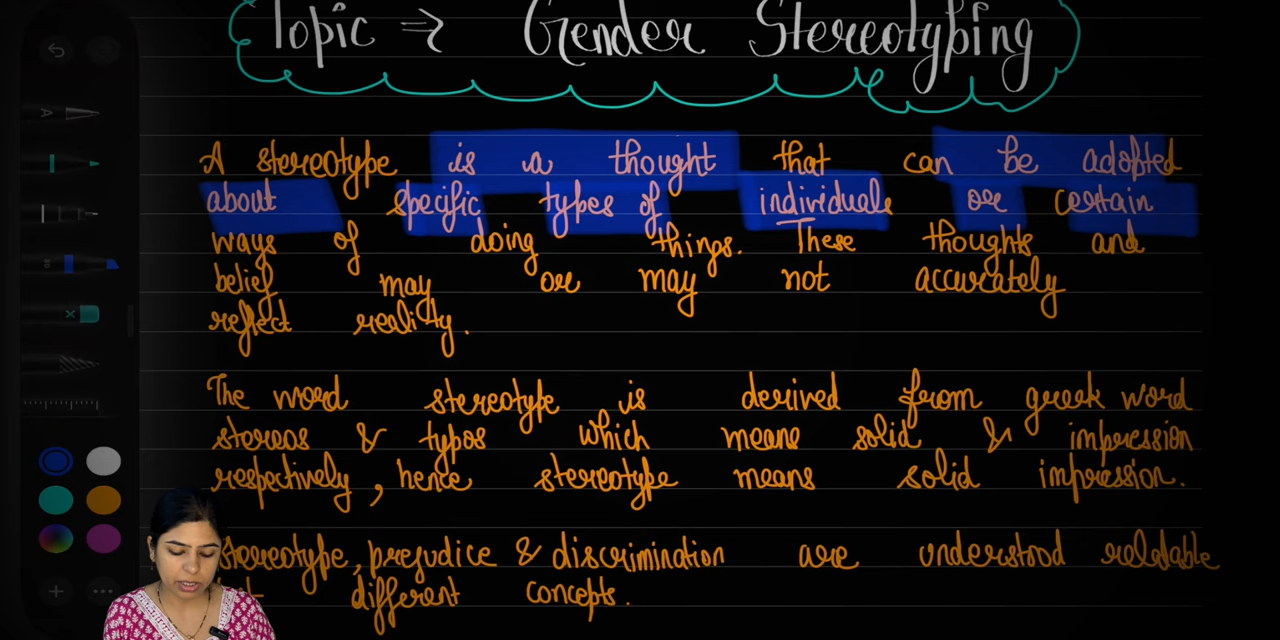 Topic ⇒ Gender Stereotyping
A stereotype is a thought that can be adopted
about specific types of individuals or certain
ways of doing things. These thoughts and
belief may or may not accurately
reflect reality.
The word stereotype is derived from greek word
stereos & typos which means solid & impression
respectively, hence stereotype means solid impression.
Stereotype, prejudice & discrimination are understood
different concepts.